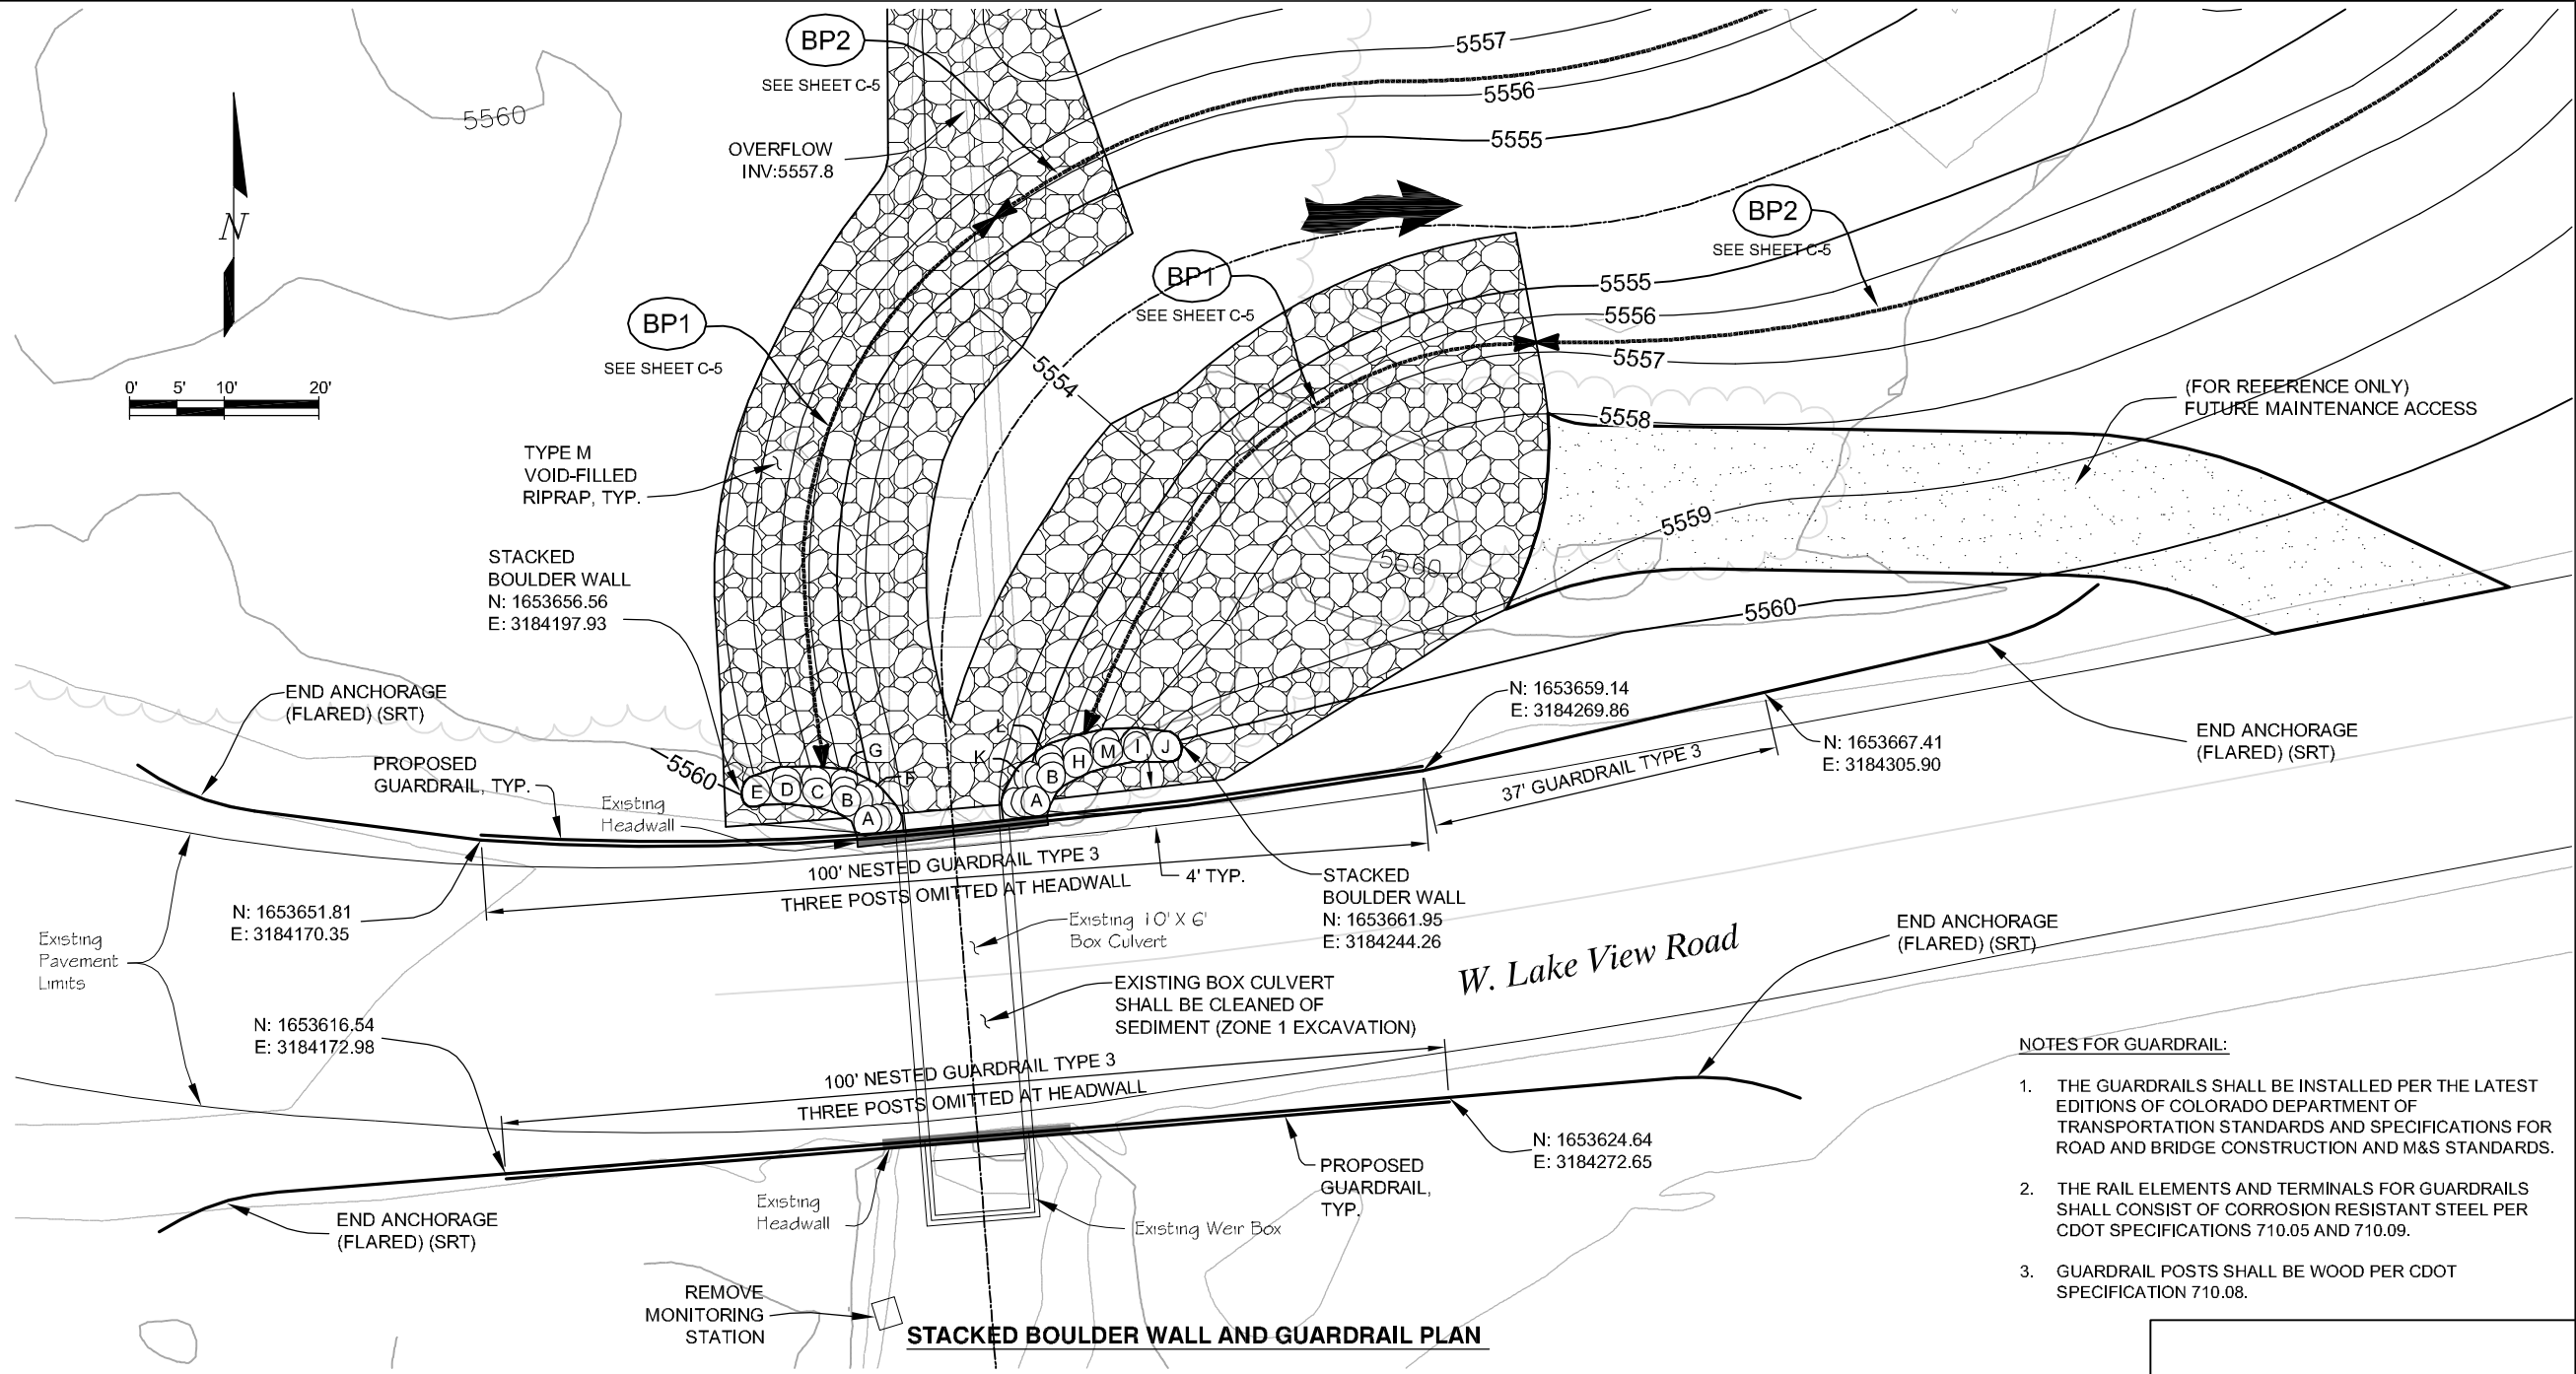 BP2
SEE SHEET C-5
OVERFLOW
INV:5557.8
5560
N
0' 5' 10' 20'
BP1
SEE SHEET C-5
5557
5556
5555
BP2
SEE SHEET C-5
BP1
SEE SHEET C-5
5555
5556
5557
5558
5554
(FOR REFERENCE ONLY)
FUTURE MAINTENANCE ACCESS
TYPE M
VOID-FILLED
RIPRAP, TYP.
5559
5560
5560
STACKED
BOULDER WALL
N: 1653656.56
E: 3184197.93
END ANCHORAGE
(FLARED) (SRT)
PROPOSED
GUARDRAIL, TYP.
5560
Existing
Headwall
E D C B A
G
F
K
L
A B H M I J
N: 1653659.14
E: 3184269.86
N: 1653667.41
E: 3184305.90
END ANCHORAGE
(FLARED) (SRT)
37' GUARDRAIL TYPE 3
100' NESTED GUARDRAIL TYPE 3
THREE POSTS OMITTED AT HEADWALL
4' TYP.
STACKED
BOULDER WALL
N: 1653661.95
E: 3184244.26
N: 1653651.81
E: 3184170.35
Existing
Pavement
Limits
Existing 10' X 6'
Box Culvert
EXISTING BOX CULVERT
SHALL BE CLEANED OF
SEDIMENT (ZONE 1 EXCAVATION)
W. Lake View Road
END ANCHORAGE
(FLARED) (SRT)
N: 1653616.54
E: 3184172.98
100' NESTED GUARDRAIL TYPE 3
THREE POSTS OMITTED AT HEADWALL
N: 1653624.64
E: 3184272.65
PROPOSED
GUARDRAIL,
TYP.
END ANCHORAGE
(FLARED) (SRT)
Existing
Headwall
Existing Weir Box
REMOVE
MONITORING
STATION
STACKED BOULDER WALL AND GUARDRAIL PLAN
NOTES FOR GUARDRAIL:
1. THE GUARDRAILS SHALL BE INSTALLED PER THE LATEST
EDITIONS OF COLORADO DEPARTMENT OF
TRANSPORTATION STANDARDS AND SPECIFICATIONS FOR
ROAD AND BRIDGE CONSTRUCTION AND M&S STANDARDS.
2. THE RAIL ELEMENTS AND TERMINALS FOR GUARDRAILS
SHALL CONSIST OF CORROSION RESISTANT STEEL PER
CDOT SPECIFICATIONS 710.05 AND 710.09.
3. GUARDRAIL POSTS SHALL BE WOOD PER CDOT
SPECIFICATION 710.08.